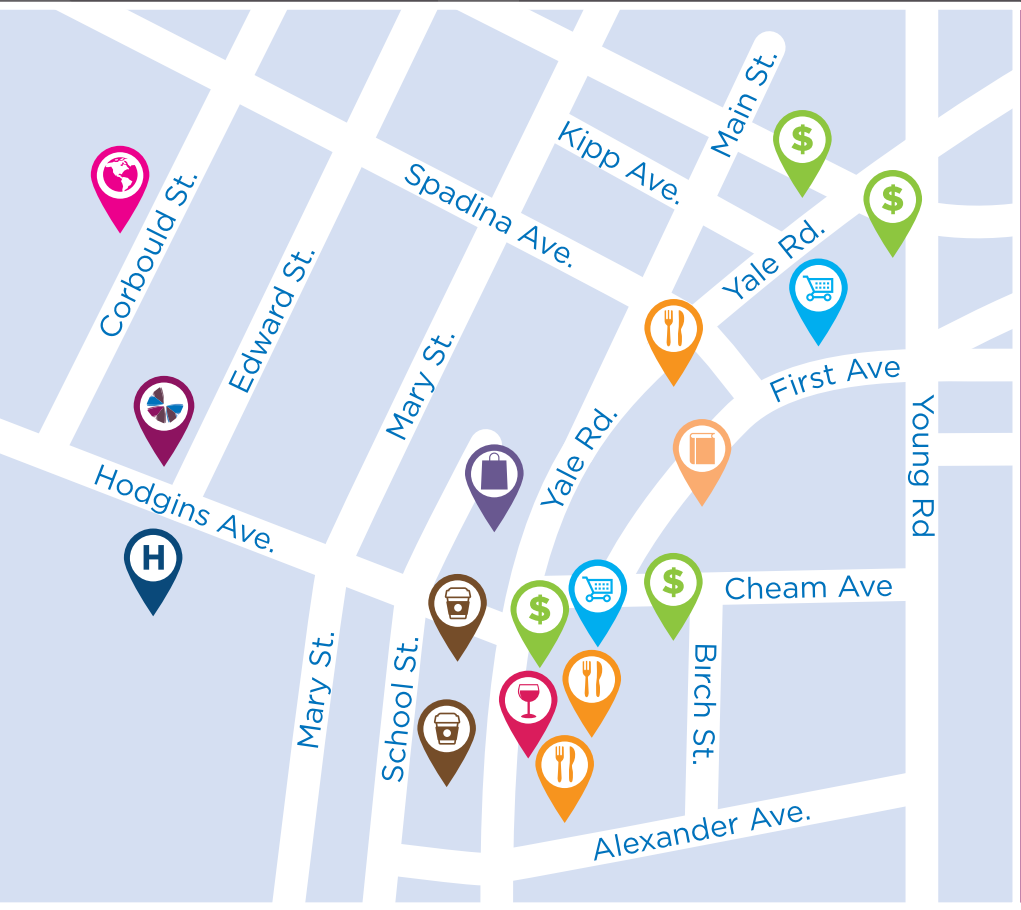 Main St.
Kipp Ave.
$
Spadina Ave.
$
Corbould St.
Yale Rd.
Edward St.
Mary St.
First Ave
Yale Rd.
Young Rd
Hodgins Ave.
H
$
$
Cheam Ave
Mary St.
School St.
Birch St.
Alexander Ave.